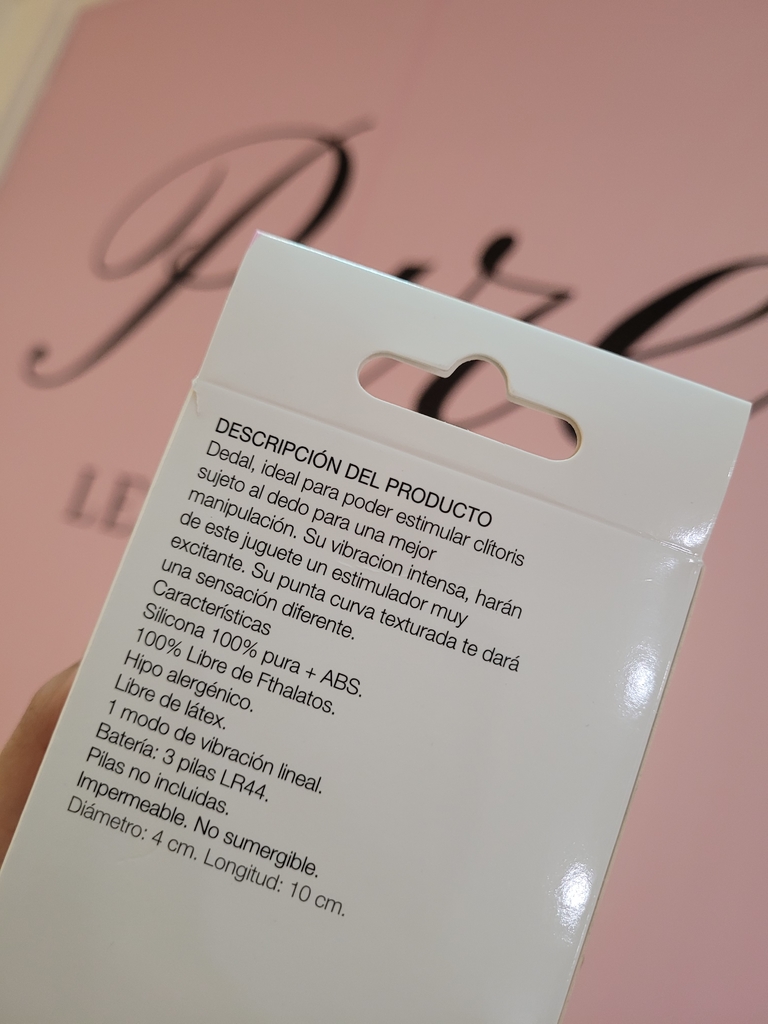 DESCRIPCIÓN DEL PRODUCTO
Dedal, ideal para poder estimular clítoris
sujeto al dedo para una mejor
manipulación. Su vibracion intensa, harán
de este juguete un estimulador muy
excitante. Su punta curva texturada te dará
una sensación diferente.
Características
Silicona 100% pura + ABS.
100% Libre de Fthalatos.
Hipo alergénico.
Libre de látex.
1 modo de vibración lineal.
Batería: 3 pilas LR44.
Pilas no incluidas.
Impermeable. No sumergible.
Diámetro: 4 cm. Longitud: 10 cm.